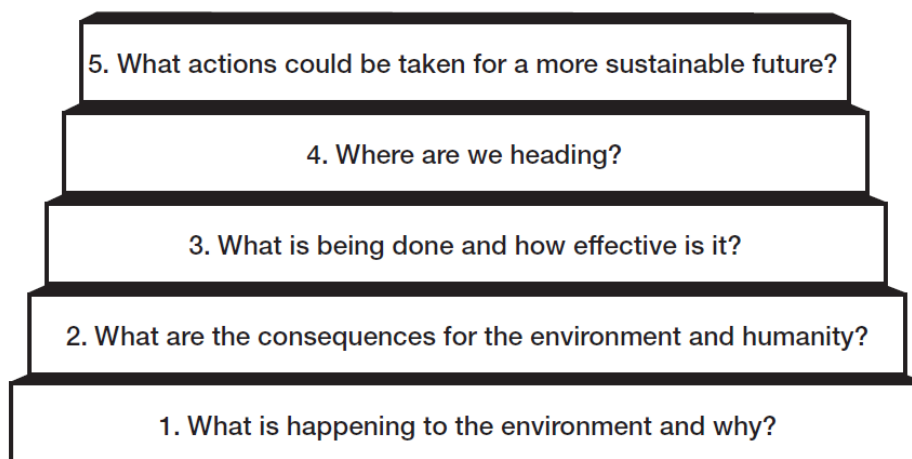 5. What actions could be taken for a more sustainable future?
4. Where are we heading?
3. What is being done and how effective is it?
2. What are the consequences for the environment and humanity?
1. What is happening to the environment and why?